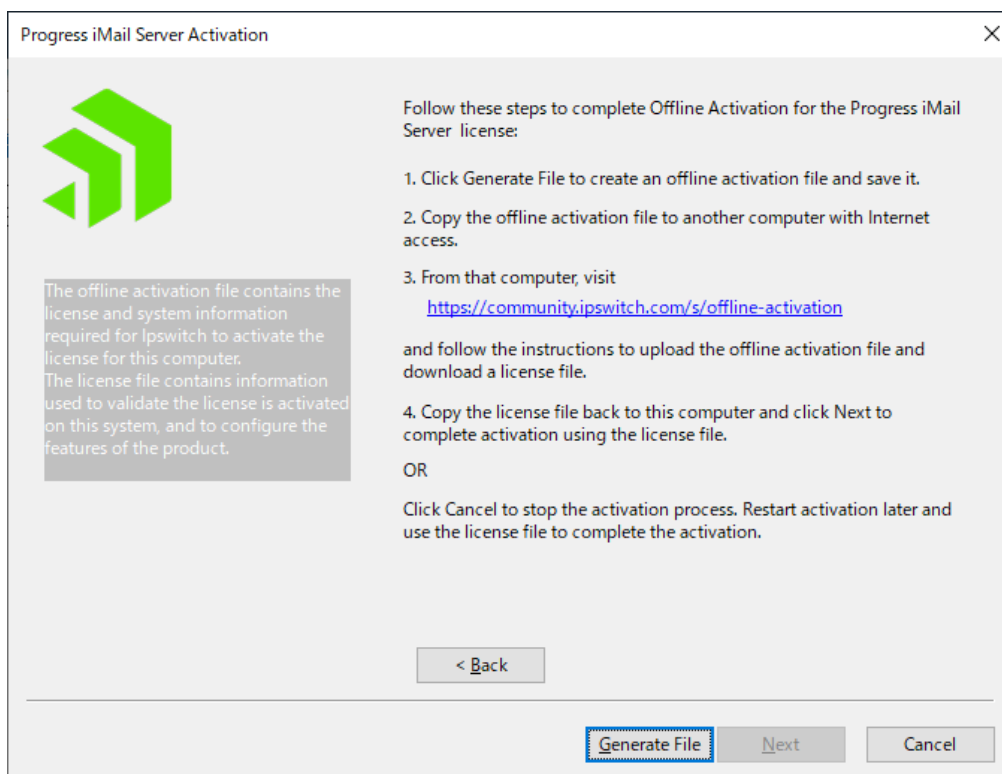 Progress iMail Server Activation
Follow these steps to complete Offline Activation for the Progress iMail
Server license:
1. Click Generate File to create an offline activation file and save it.
2. Copy the offline activation file to another computer with Internet
access.
3. From that computer, visit
https://community.ipswitch.com/s/offline-activation
and follow the instructions to upload the offline activation file and
download a license file.
4. Copy the license file back to this computer and click Next to
complete activation using the license file.
OR
Click Cancel to stop the activation process. Restart activation later and
use the license file to complete the activation.
The offline activation file contains the
license and system information
required for Ipswitch to activate the
license for this computer.
The license file contains information
used to validate the license is activated
on this system, and to configure the
features of the product.
< Back
Generate File
Next
Cancel